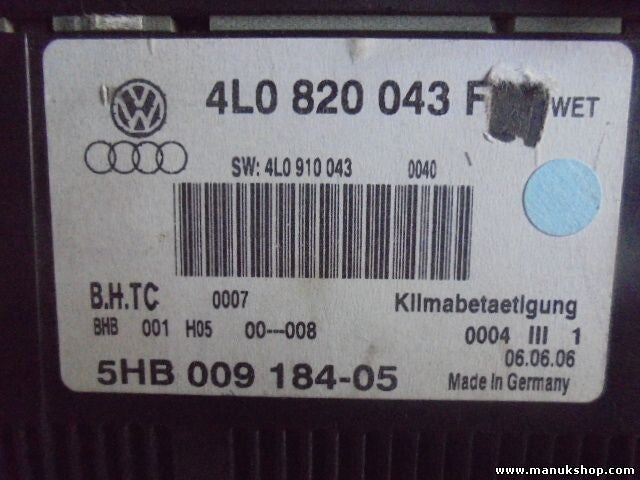 4L0 820 043 F WET
SW: 4L0 910 043 0040
B.H.TC 0007 Klimabetaetigung
BHB 001 H05 00---008 0004 III 1
06.06.06
5HB 009 184-05 Made in Germany
www.manukshop.com